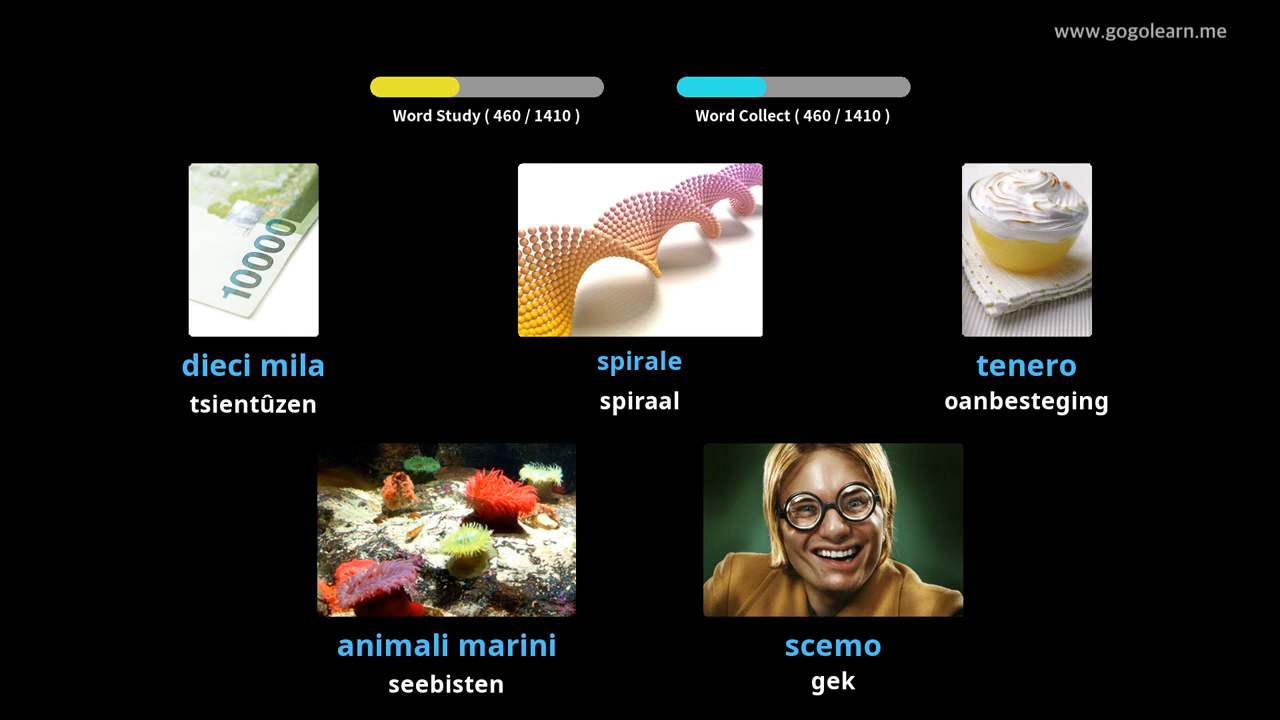 www.gogolearn.me
Word Study ( 460 / 1410 )
Word Collect ( 460 / 1410 )
10000
dieci mila
tsientûzen
spirale
spiraal
tenero
oanbesteging
animali marini
seebisten
scemo
gek